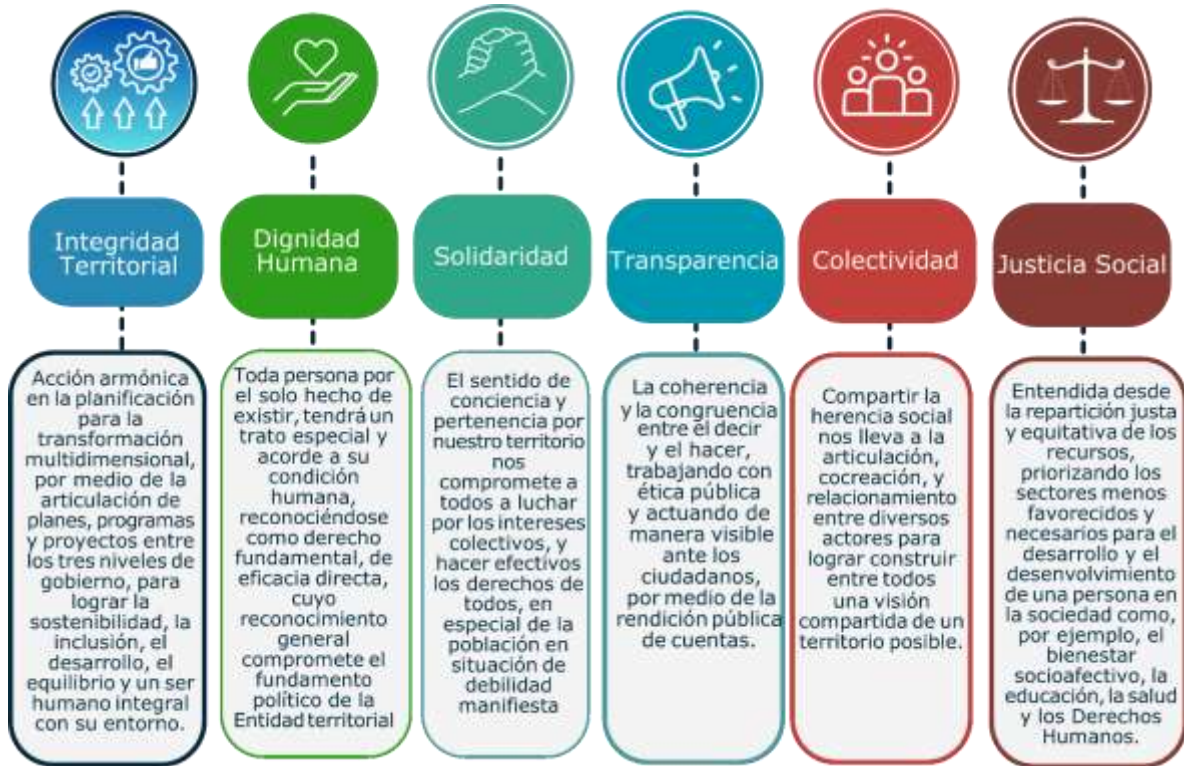 Integridad
Territorial
Acción armónica
en la planificación
para la
transformación
multidimensional,
por medio de la
articulación de
planes, programas
y proyectos entre
los tres niveles de
gobierno, para
lograr la
sostenibilidad, la
inclusión, el
desarrollo, el
equilibrio y un ser
humano integral
con su entorno.
Dignidad
Humana
Toda persona por
el solo hecho de
existir, tendrá un
trato especial y
acorde a su
condición
humana,
reconociéndose
como derecho
fundamental, de
eficacia directa,
cuyo
reconocimiento
general
compromete el
fundamento
político de la
Entidad territorial
Solidaridad
El sentido de
conciencia y
pertenencia por
nuestro territorio
nos
compromete a
todos a luchar
por los intereses
colectivos, y
hacer efectivos
los derechos de
todos, en
especial de la
población en
situación de
debilidad
manifiesta
Transparencia
La coherencia
y la congruencia
entre el decir
y el hacer,
trabajando con
ética pública
y actuando de
manera visible
ante los
ciudadanos,
por medio de la
rendición pública
de cuentas.
Colectividad
Compartir la
herencia social
nos lleva a la
articulación,
cocreación, y
relacionamiento
entre diversos
actores para
lograr construir
entre todos
una visión
compartida de un
territorio posible.
Justicia Social
Entendida desde
la repartición justa
y equitativa de los
recursos,
priorizando los
sectores menos
favorecidos y
necesarios para el
desarrollo y el
desenvolvimiento
de una persona en
la sociedad como,
por ejemplo, el
bienestar
socioafectivo, la
educación, la salud
y los Derechos
Humanos.